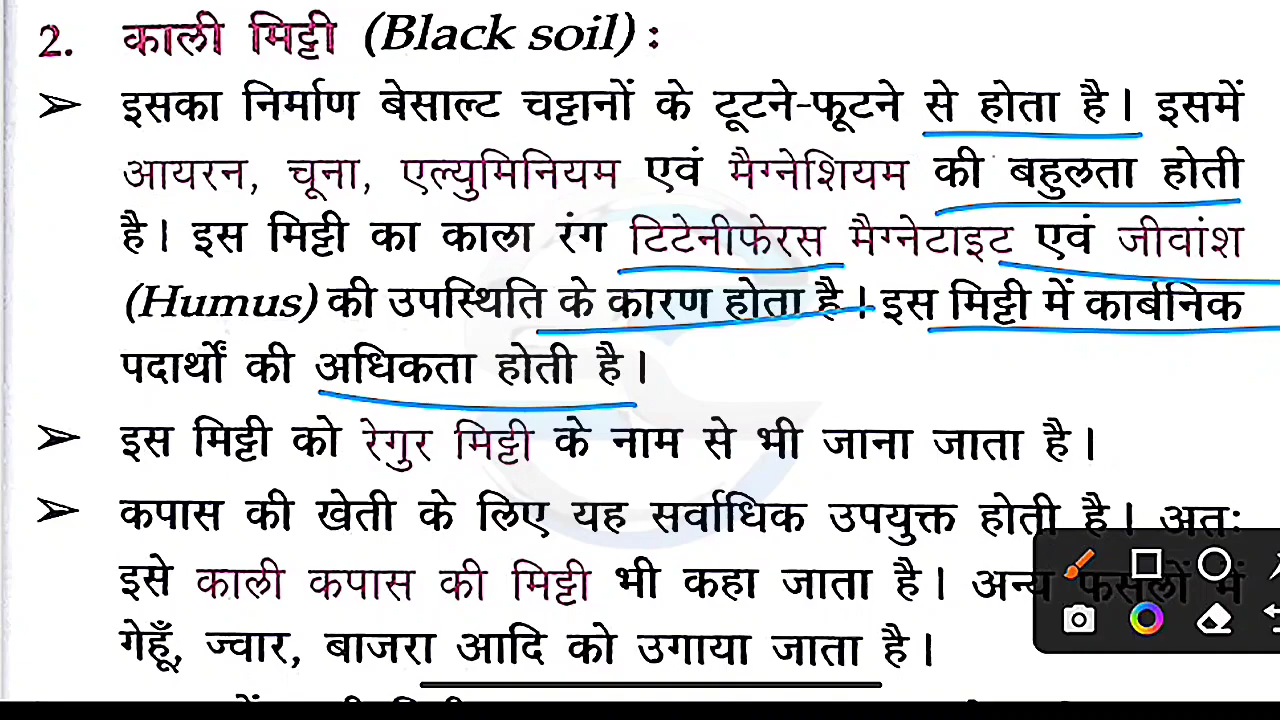 2. काली मिट्टी (Black soil) :
➢ इसका निर्माण बेसाल्ट चट्टानों के टूटने-फूटने से होता है। इसमें
आयरन, चूना, एल्युमिनियम एवं मैग्नेशियम की बहुलता होती
है। इस मिट्टी का काला रंग टिटेनीफेरस मैग्नेटाइट एवं जीवांश
(Humus) की उपस्थिति के कारण होता है। इस मिट्टी में कार्बनिक
पदार्थों की अधिकता होती है।
➢ इस मिट्टी को रेगुर मिट्टी के नाम से भी जाना जाता है।
➢ कपास की खेती के लिए यह सर्वाधिक उपयुक्त होती है। अतः
इसे काली कपास की मिट्टी भी कहा जाता है। अन्य फसलों में
गेहूँ, ज्वार, बाजरा आदि को उगाया जाता है।